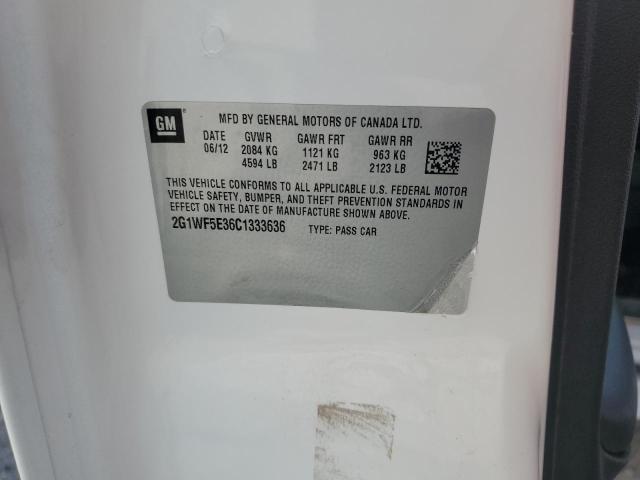 GM
MFD BY GENERAL MOTORS OF CANADA LTD.
DATE GVWR GAWR FRT GAWR RR
06/12 2084 KG 1121 KG 963 KG
4594 LB 2471 LB 2123 LB
THIS VEHICLE CONFORMS TO ALL APPLICABLE U.S. FEDERAL MOTOR
VEHICLE SAFETY, BUMPER, AND THEFT PREVENTION STANDARDS IN
EFFECT ON THE DATE OF MANUFACTURE SHOWN ABOVE.
2G1WF5E36C1333636 TYPE: PASS CAR